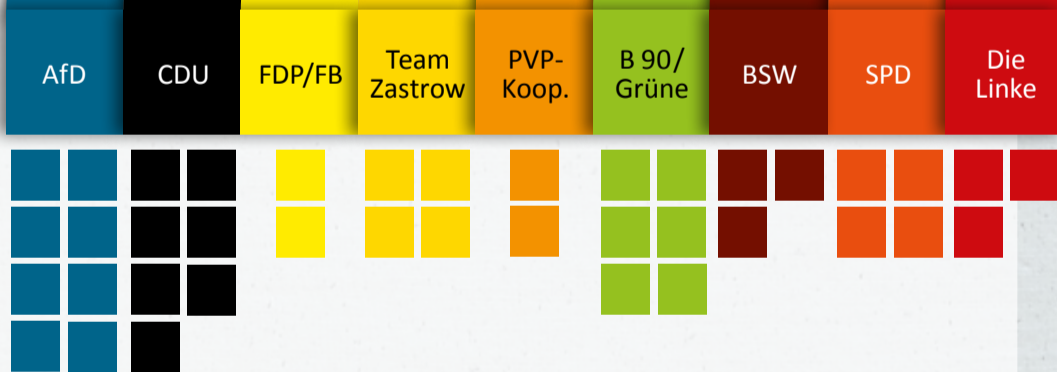 AfD
CDU
FDP/FB
Team
Zastrow
PVP-
Koop.
B 90/
Grüne
BSW
SPD
Die
Linke